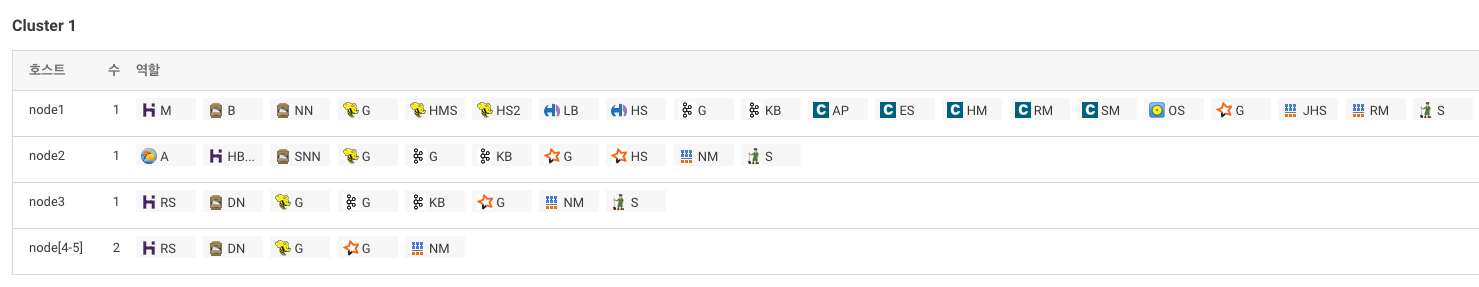 Cluster 1
호스트 수 역할
node1 1 M B NN G HMS HS2 LB HS G KB AP ES HM RM SM OS G JHS RM S
node2 1 A HB... SNN G G KB G HS NM S
node3 1 RS DN G G KB G NM S
node[4-5] 2 RS DN G G NM